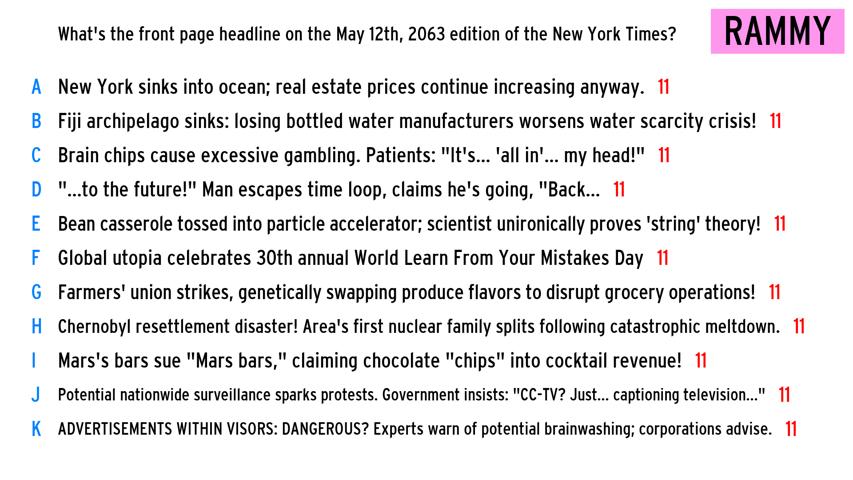 What's the front page headline on the May 12th, 2063 edition of the New York Times? RAMMY
A New York sinks into ocean; real estate prices continue increasing anyway. 11
B Fiji archipelago sinks: losing bottled water manufacturers worsens water scarcity crisis! 11
C Brain chips cause excessive gambling. Patients: "It's... 'all in'... my head!" 11
D "...to the future!" Man escapes time loop, claims he's going, "Back... 11
E Bean casserole tossed into particle accelerator; scientist unironically proves 'string' theory! 11
F Global utopia celebrates 30th annual World Learn From Your Mistakes Day 11
G Farmers' union strikes, genetically swapping produce flavors to disrupt grocery operations! 11
H Chernobyl resettlement disaster! Area's first nuclear family splits following catastrophic meltdown. 11
I Mars's bars sue "Mars bars," claiming chocolate "chips" into cocktail revenue! 11
J Potential nationwide surveillance sparks protests. Government insists: "CC-TV? Just... captioning television..." 11
K ADVERTISEMENTS WITHIN VISORS: DANGEROUS? Experts warn of potential brainwashing; corporations advise. 11